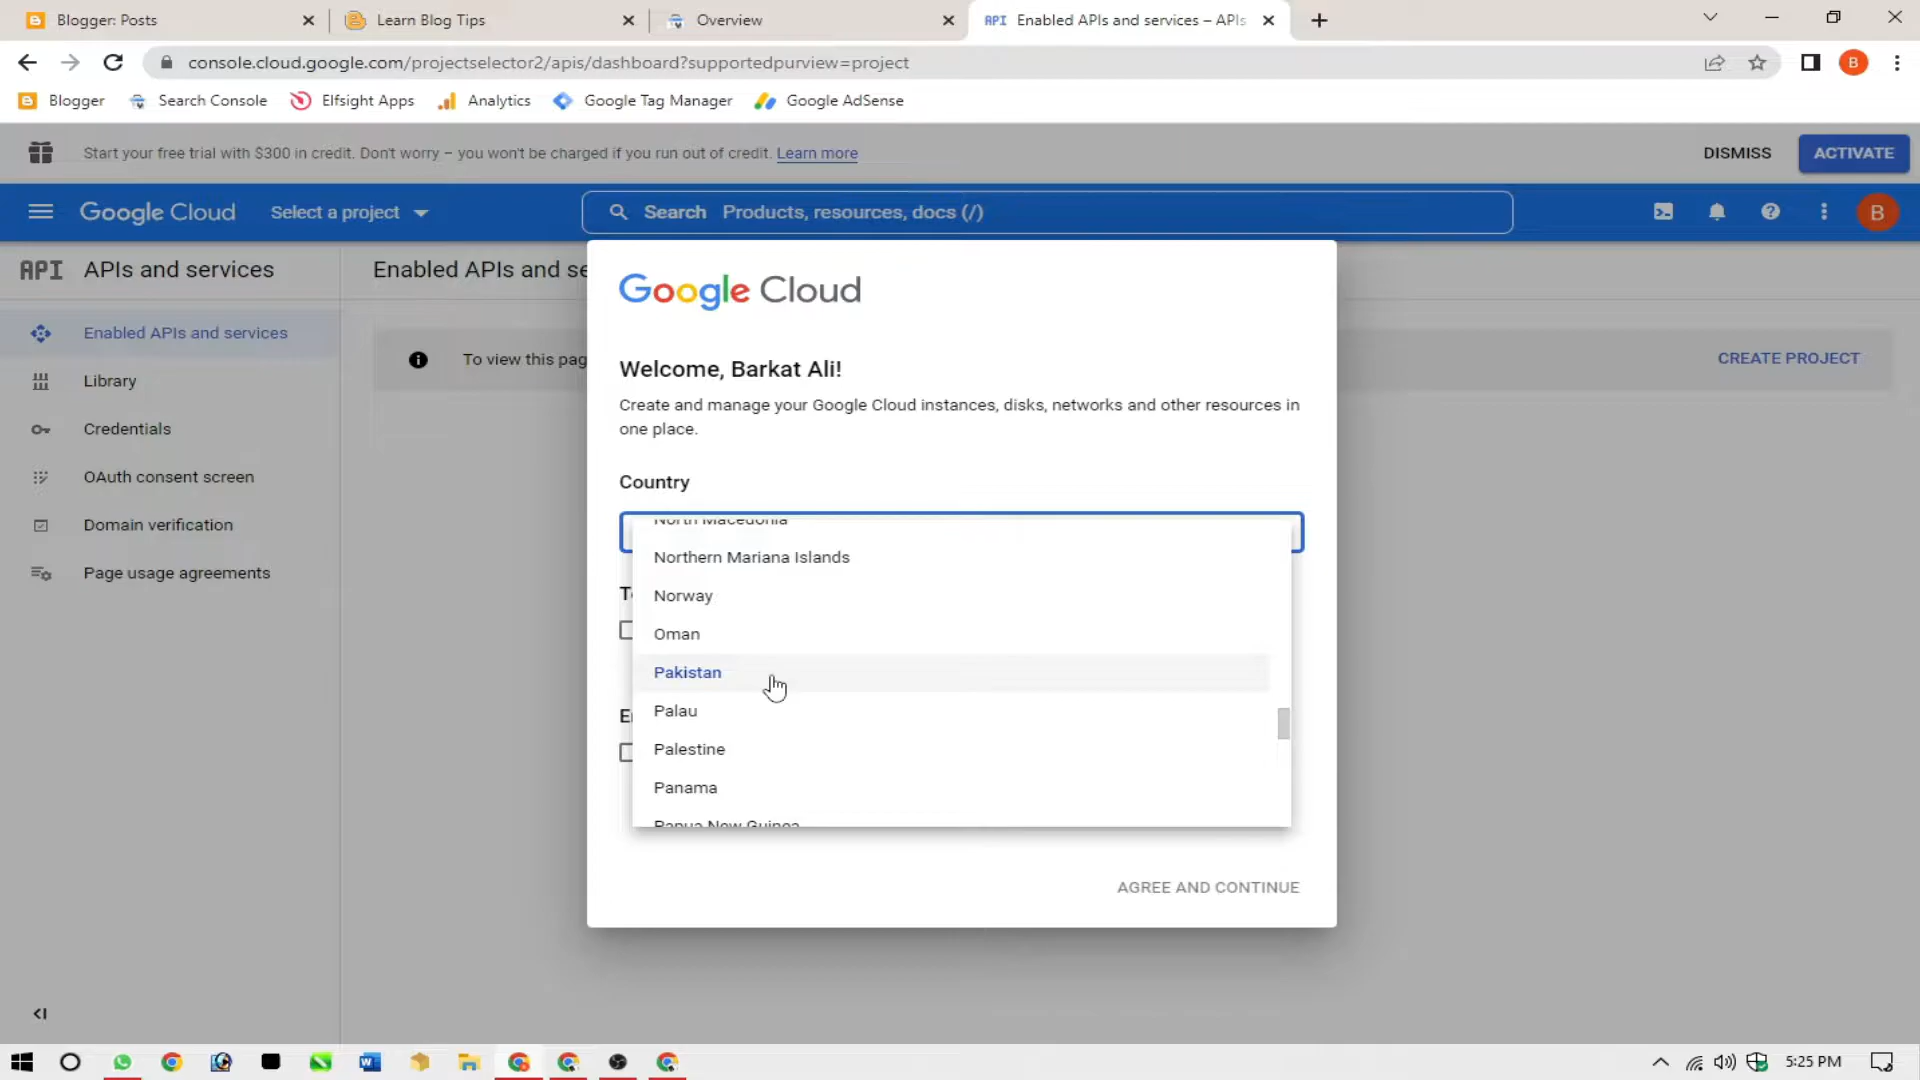 Blogger: Posts
Learn Blog Tips
Overview
API Enabled APIs and services – APIs
console.cloud.google.com/projectselector2/apis/dashboard?supportedpurview=project
B
Blogger
Search Console
Elfsight Apps
Analytics
Google Tag Manager
Google AdSense
Start your free trial with $300 in credit. Don't worry – you won't be charged if you run out of credit. Learn more
DISMISS
ACTIVATE
Google Cloud
Select a project
Search Products, resources, docs (/)
B
API APIs and services
Enabled APIs and se
Enabled APIs and services
Library
Credentials
OAuth consent screen
Domain verification
Page usage agreements
To view this pag
CREATE PROJECT
Google Cloud
Welcome, Barkat Ali!
Create and manage your Google Cloud instances, disks, networks and other resources in
one place.
Country
North Macedonia
Northern Mariana Islands
Norway
Oman
Pakistan
Palau
Palestine
Panama
Papua New Guinea
AGREE AND CONTINUE
5:25 PM